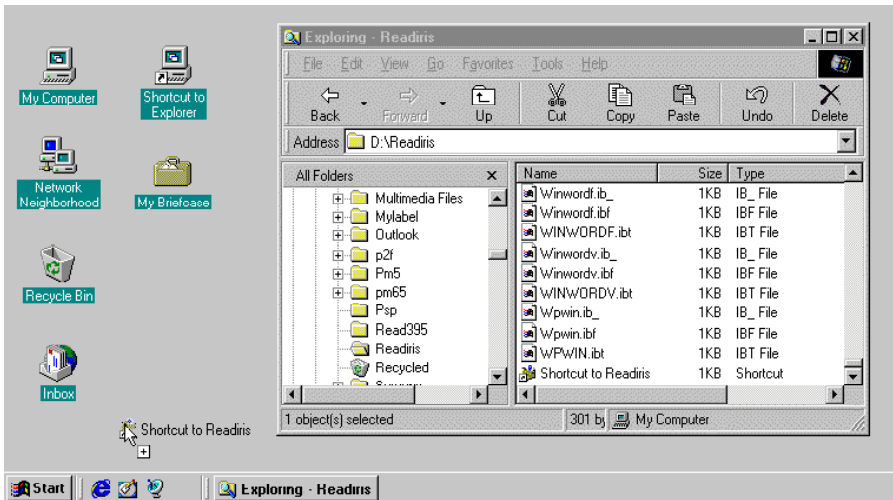 My Computer
Shortcut to
Explorer
Network
Neighborhood
My Briefcase
Recycle Bin
Inbox
Shortcut to Readiris
Exploring - Readiris
File Edit View Go Favorites Tools Help
Back Forward Up Cut Copy Paste Undo Delete
Address D:\Readiris
All Folders x
Multimedia Files
Mylabel
Outlook
p2f
Pm5
pm65
Psp
Read395
Readiris
Recycled
Name Size Type
Winwordf.ib_ 1KB IB_ File
Winwordf.ibf 1KB IBF File
WINWORDF.ibt 1KB IBT File
Winwordv.ib_ 1KB IB_ File
Winwordv.ibf 1KB IBF File
WINWORDV.ibt 1KB IBT File
Wpwin.ib_ 1KB IB_ File
Wpwin.ibf 1KB IBF File
WPWIN.ibt 1KB IBT File
Shortcut to Readiris 1KB Shortcut
1 object(s) selected 301 by My Computer
Start Exploring - Readiris